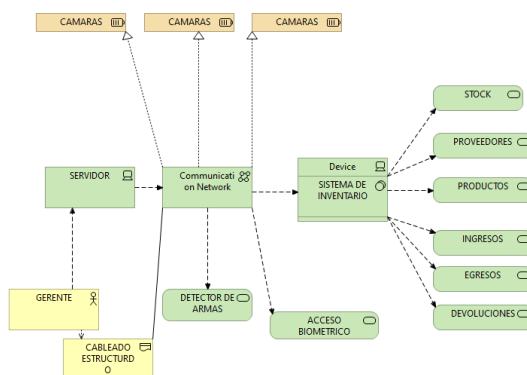 CAMARAS
CAMARAS
CAMARAS
STOCK
PROVEEDORES
SERVIDOR
Communicati
on Network
Device
SISTEMA DE
INVENTARIO
PRODUCTOS
INGRESOS
EGRESOS
GERENTE
DETECTOR DE
ARMAS
ACCESO
BIOMETRICO
DEVOLUCIONES
CABLEADO
ESTRUCTURD
O